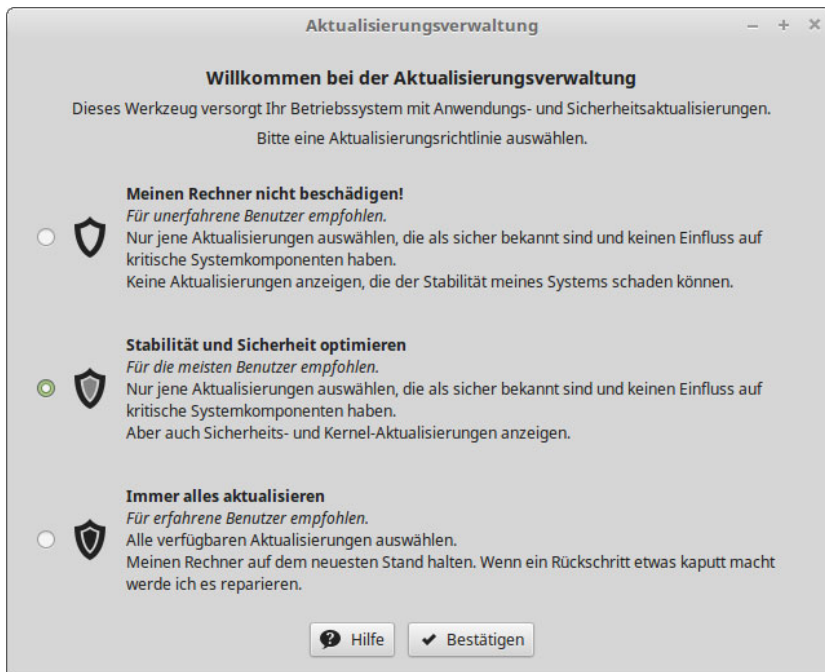 Aktualisierungsverwaltung
Willkommen bei der Aktualisierungsverwaltung
Dieses Werkzeug versorgt Ihr Betriebssystem mit Anwendungs- und Sicherheitsaktualisierungen.
Bitte eine Aktualisierungsrichtlinie auswählen.
Meinen Rechner nicht beschädigen!
Für unerfahrene Benutzer empfohlen.
Nur jene Aktualisierungen auswählen, die als sicher bekannt sind und keinen Einfluss auf
kritische Systemkomponenten haben.
Keine Aktualisierungen anzeigen, die der Stabilität meines Systems schaden können.
Stabilität und Sicherheit optimieren
Für die meisten Benutzer empfohlen.
Nur jene Aktualisierungen auswählen, die als sicher bekannt sind und keinen Einfluss auf
kritische Systemkomponenten haben.
Aber auch Sicherheits- und Kernel-Aktualisierungen anzeigen.
Immer alles aktualisieren
Für erfahrene Benutzer empfohlen.
Alle verfügbaren Aktualisierungen auswählen.
Meinen Rechner auf dem neuesten Stand halten. Wenn ein Rückschritt etwas kaputt macht
werde ich es reparieren.
Hilfe
Bestätigen